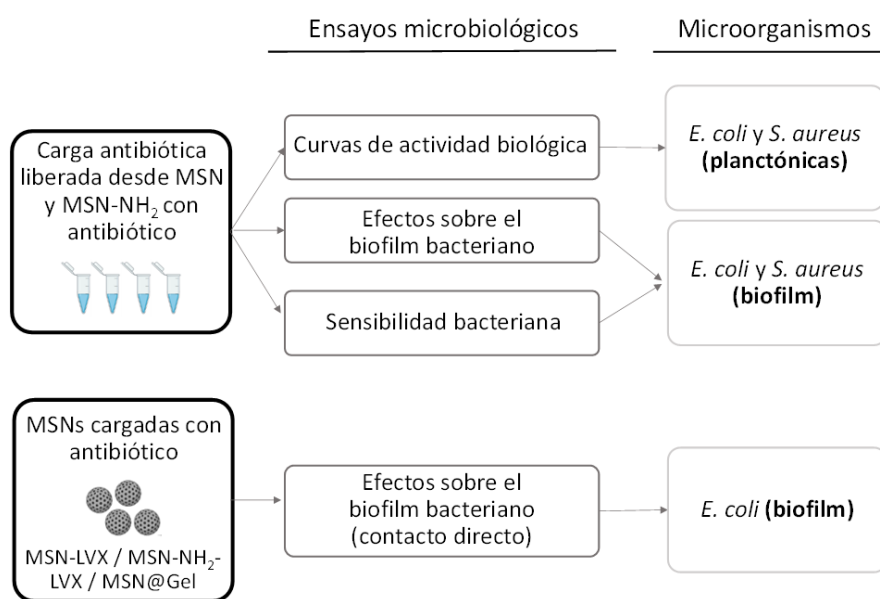 Ensayos microbiológicos
Microorganismos
Carga antibiótica
liberada desde MSN
y MSN-NH₂ con
antibiótico
Curvas de actividad biológica
E. coli y S. aureus
(planctónicas)
Efectos sobre el
biofilm bacteriano
Sensibilidad bacteriana
E. coli y S. aureus
(biofilm)
MSNs cargadas con
antibiótico
MSN-LVX / MSN-NH₂-
LVX / MSN@Gel
Efectos sobre el
biofilm bacteriano
(contacto directo)
E. coli (biofilm)